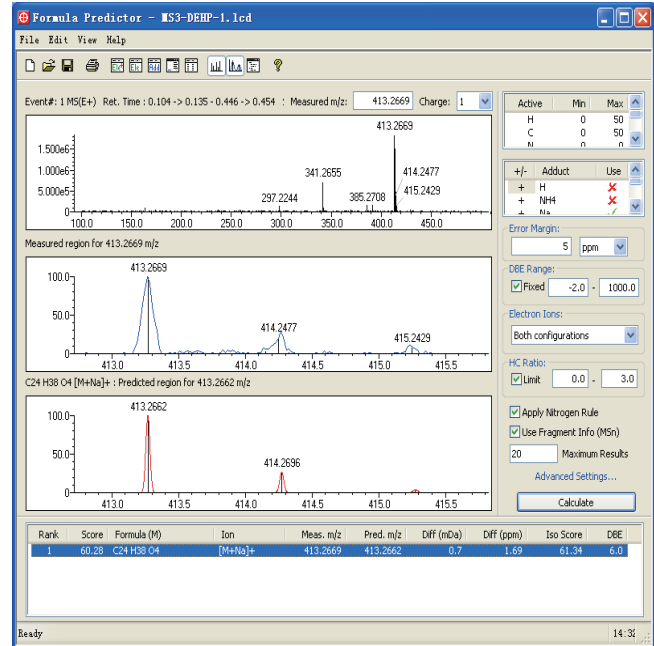 Formula Predictor - MS3-DEHP-1.lcd
File Edit View Help
Event#: 1 MS(E+) Ret. Time : 0.104 -> 0.135 - 0.446 -> 0.454 : Measured m/z: 413.2669 Charge: 1
413.2669
1.500e6
1.000e6
5.000e5
341.2655
414.2477
297.2244
385.2708
415.2429
100.0 150.0 200.0 250.0 300.0 350.0 400.0 450.0
Measured region for 413.2669 m/z
413.2669
100.0
50.0
0
414.2477
415.2429
413.0 413.5 414.0 414.5 415.0 415.5
C24 H38 O4 [M+Na]+ : Predicted region for 413.2662 m/z
413.2662
100.0
50.0
0
414.2696
413.0 413.5 414.0 414.5 415.0 415.5
Active Min Max
H 0 50
C 0 50
N 0 0
+/- Adduct Use
+ H
+ NH4
+ Na
Error Margin:
5 ppm
DBE Range:
Fixed -2.0 - 1000.0
Electron Ions:
Both configurations
HC Ratio:
Limit 0.0 - 3.0
Apply Nitrogen Rule
Use Fragment Info (MSn)
20 Maximum Results
Advanced Settings...
Calculate
Rank Score Formula (M) Ion Meas. m/z Pred. m/z Diff (mDa) Diff (ppm) Iso Score DBE
1 60.28 C24 H38 O4 [M+Na]+ 413.2669 413.2662 0.7 1.69 61.34 6.0
Ready